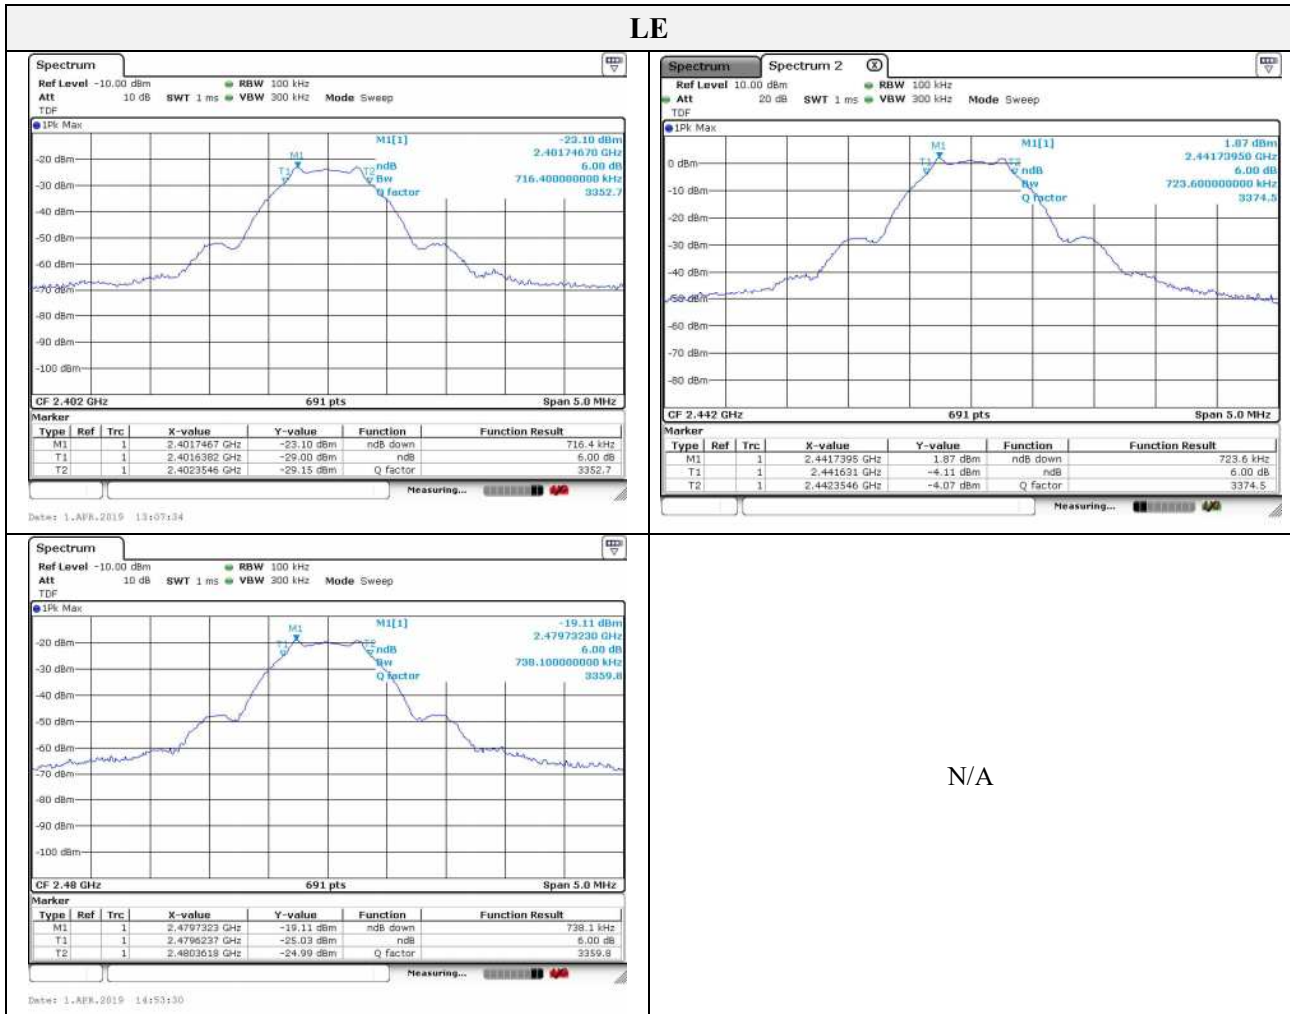 LE
Spectrum
Ref Level -10.00 dBm RBW 100 kHz
Att 10 dB SWT 1 ms VBW 300 kHz Mode Sweep
TDF
1Pk Max
M1[1] -23.10 dBm
2.40174670 GHz
ndB 6.00 dB
Bw 716.400000000 kHz
Q factor 3352.7
M1
T1
T2
-20 dBm
-30 dBm
-40 dBm
-50 dBm
-60 dBm
-70 dBm
-80 dBm
-90 dBm
-100 dBm
CF 2.402 GHz 691 pts Span 5.0 MHz
Marker
Type Ref Trc X-value Y-value Function Function Result
M1 1 2.4017467 GHz -23.10 dBm ndB down 716.4 kHz
T1 1 2.4016382 GHz -29.00 dBm ndB 6.00 dB
T2 1 2.4023546 GHz -29.15 dBm Q factor 3352.7
Measuring...
Date: 1.APR.2019 13:07:34
Spectrum Spectrum 2 X
Ref Level 10.00 dBm RBW 100 kHz
Att 20 dB SWT 1 ms VBW 300 kHz Mode Sweep
TDF
1Pk Max
M1[1] 1.87 dBm
2.44173950 GHz
ndB 6.00 dB
Bw 723.600000000 kHz
Q factor 3374.5
M1
T1
T2
0 dBm
-10 dBm
-20 dBm
-30 dBm
-40 dBm
-50 dBm
-60 dBm
-70 dBm
-80 dBm
CF 2.442 GHz 691 pts Span 5.0 MHz
Marker
Type Ref Trc X-value Y-value Function Function Result
M1 1 2.4417395 GHz 1.87 dBm ndB down 723.6 kHz
T1 1 2.441631 GHz -4.11 dBm ndB 6.00 dB
T2 1 2.4423546 GHz -4.07 dBm Q factor 3374.5
Measuring...
Spectrum
Ref Level -10.00 dBm RBW 100 kHz
Att 10 dB SWT 1 ms VBW 300 kHz Mode Sweep
TDF
1Pk Max
M1[1] -19.11 dBm
2.47973230 GHz
ndB 6.00 dB
Bw 738.100000000 kHz
Q factor 3359.8
M1
T1
T2
-20 dBm
-30 dBm
-40 dBm
-50 dBm
-60 dBm
-70 dBm
-80 dBm
-90 dBm
-100 dBm
CF 2.48 GHz 691 pts Span 5.0 MHz
Marker
Type Ref Trc X-value Y-value Function Function Result
M1 1 2.4797323 GHz -19.11 dBm ndB down 738.1 kHz
T1 1 2.4796237 GHz -25.03 dBm ndB 6.00 dB
T2 1 2.4803618 GHz -24.99 dBm Q factor 3359.8
Measuring...
Date: 1.APR.2019 14:53:30
N/A